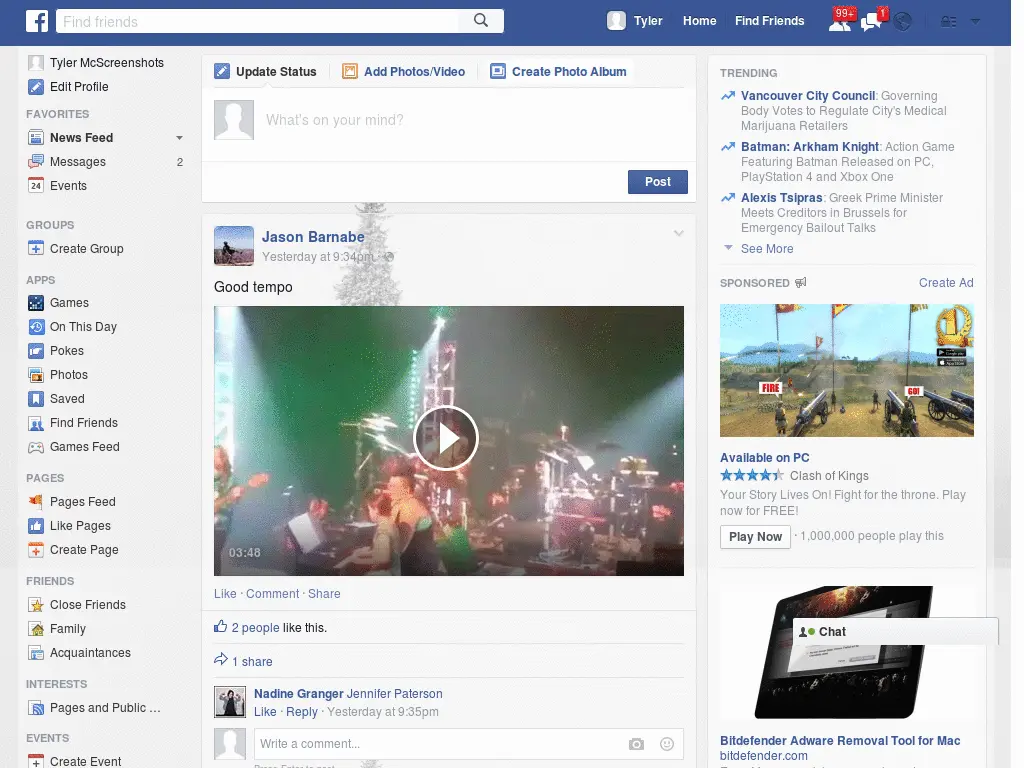 f
Find friends
Tyler Home Find Friends 99+ 1
Tyler McScreenshots
Edit Profile
FAVORITES
News Feed
Messages 2
24 Events
GROUPS
Create Group
APPS
Games
On This Day
Pokes
Photos
Saved
Find Friends
Games Feed
PAGES
Pages Feed
Like Pages
Create Page
FRIENDS
Close Friends
Family
Acquaintances
INTERESTS
Pages and Public ...
EVENTS
Create Event
Update Status Add Photos/Video Create Photo Album
What's on your mind?
Post
Jason Barnabe
Yesterday at 9:34pm ·
Good tempo
03:48
Like · Comment · Share
2 people like this.
1 share
Nadine Granger Jennifer Paterson
Like · Reply · Yesterday at 9:35pm
Write a comment...
TRENDING
Vancouver City Council: Governing
Body Votes to Regulate City's Medical
Marijuana Retailers
Batman: Arkham Knight: Action Game
Featuring Batman Released on PC,
PlayStation 4 and Xbox One
Alexis Tsipras: Greek Prime Minister
Meets Creditors in Brussels for
Emergency Bailout Talks
See More
SPONSORED Create Ad
FIRE
GO!
Available on PC
Clash of Kings
Your Story Lives On! Fight for the throne. Play
now for FREE!
Play Now · 1,000,000 people play this
Chat
Bitdefender Adware Removal Tool for Mac
bitdefender.com